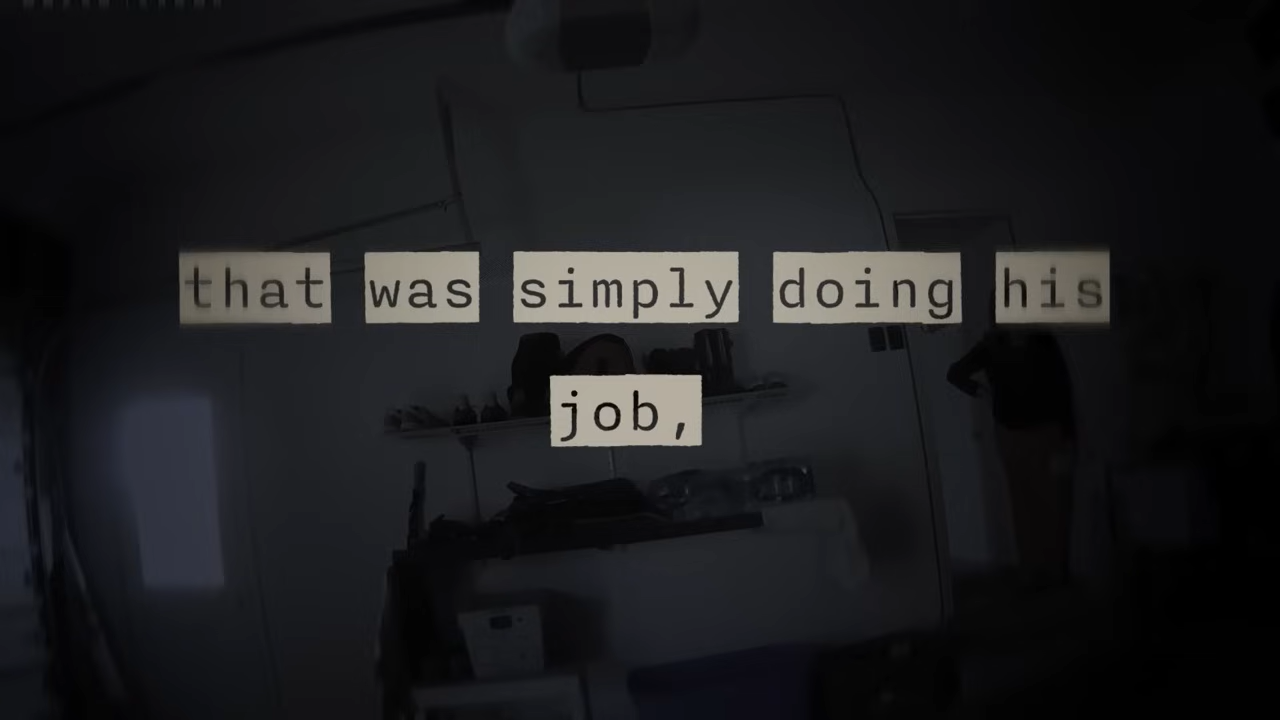 that was simply doing his
job,